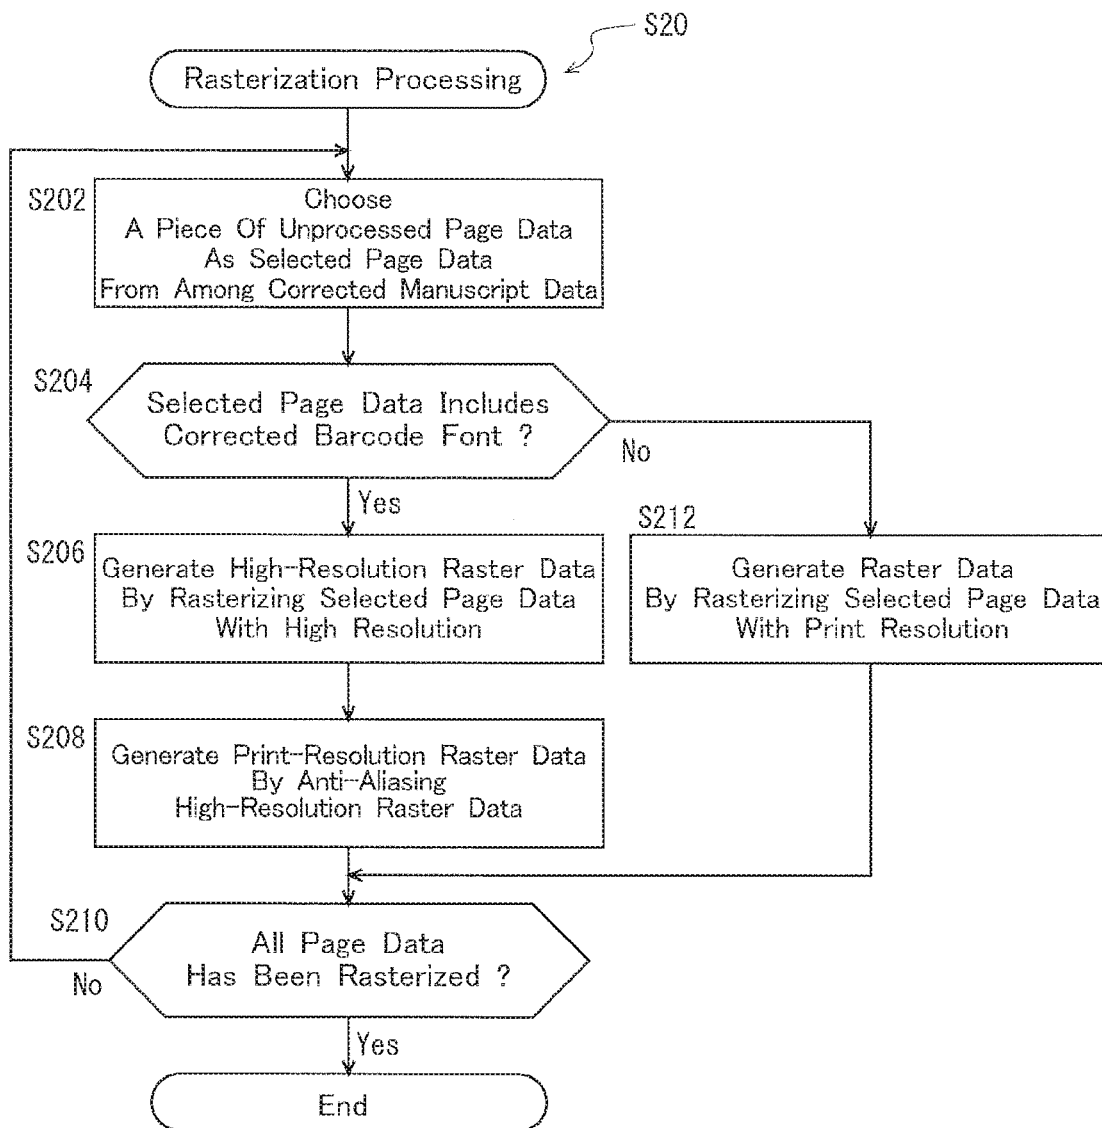 S20
Rasterization Processing
S202
Choose
A Piece Of Unprocessed Page Data
As Selected Page Data
From Among Corrected Manuscript Data
S204
Selected Page Data Includes
Corrected Barcode Font ?
No
Yes
S206
Generate High-Resolution Raster Data
By Rasterizing Selected Page Data
With High Resolution
S212
Generate Raster Data
By Rasterizing Selected Page Data
With Print Resolution
S208
Generate Print-Resolution Raster Data
By Anti-Aliasing
High-Resolution Raster Data
S210
All Page Data
Has Been Rasterized ?
No
Yes
End